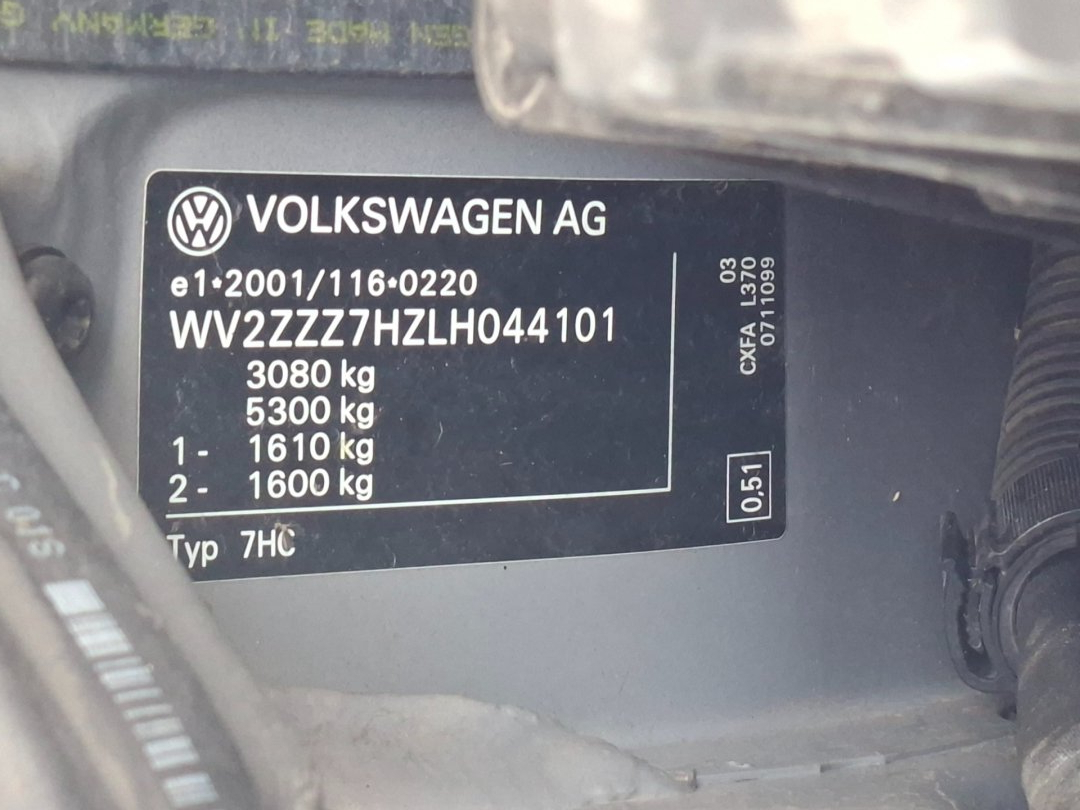 VOLKSWAGEN AG
e1*2001/116*0220
WV2ZZZ7HZLH044101
3080 kg
5300 kg
1 - 1610 kg
2 - 1600 kg
Typ 7HC
03
CXFA L370
0711099
0,51